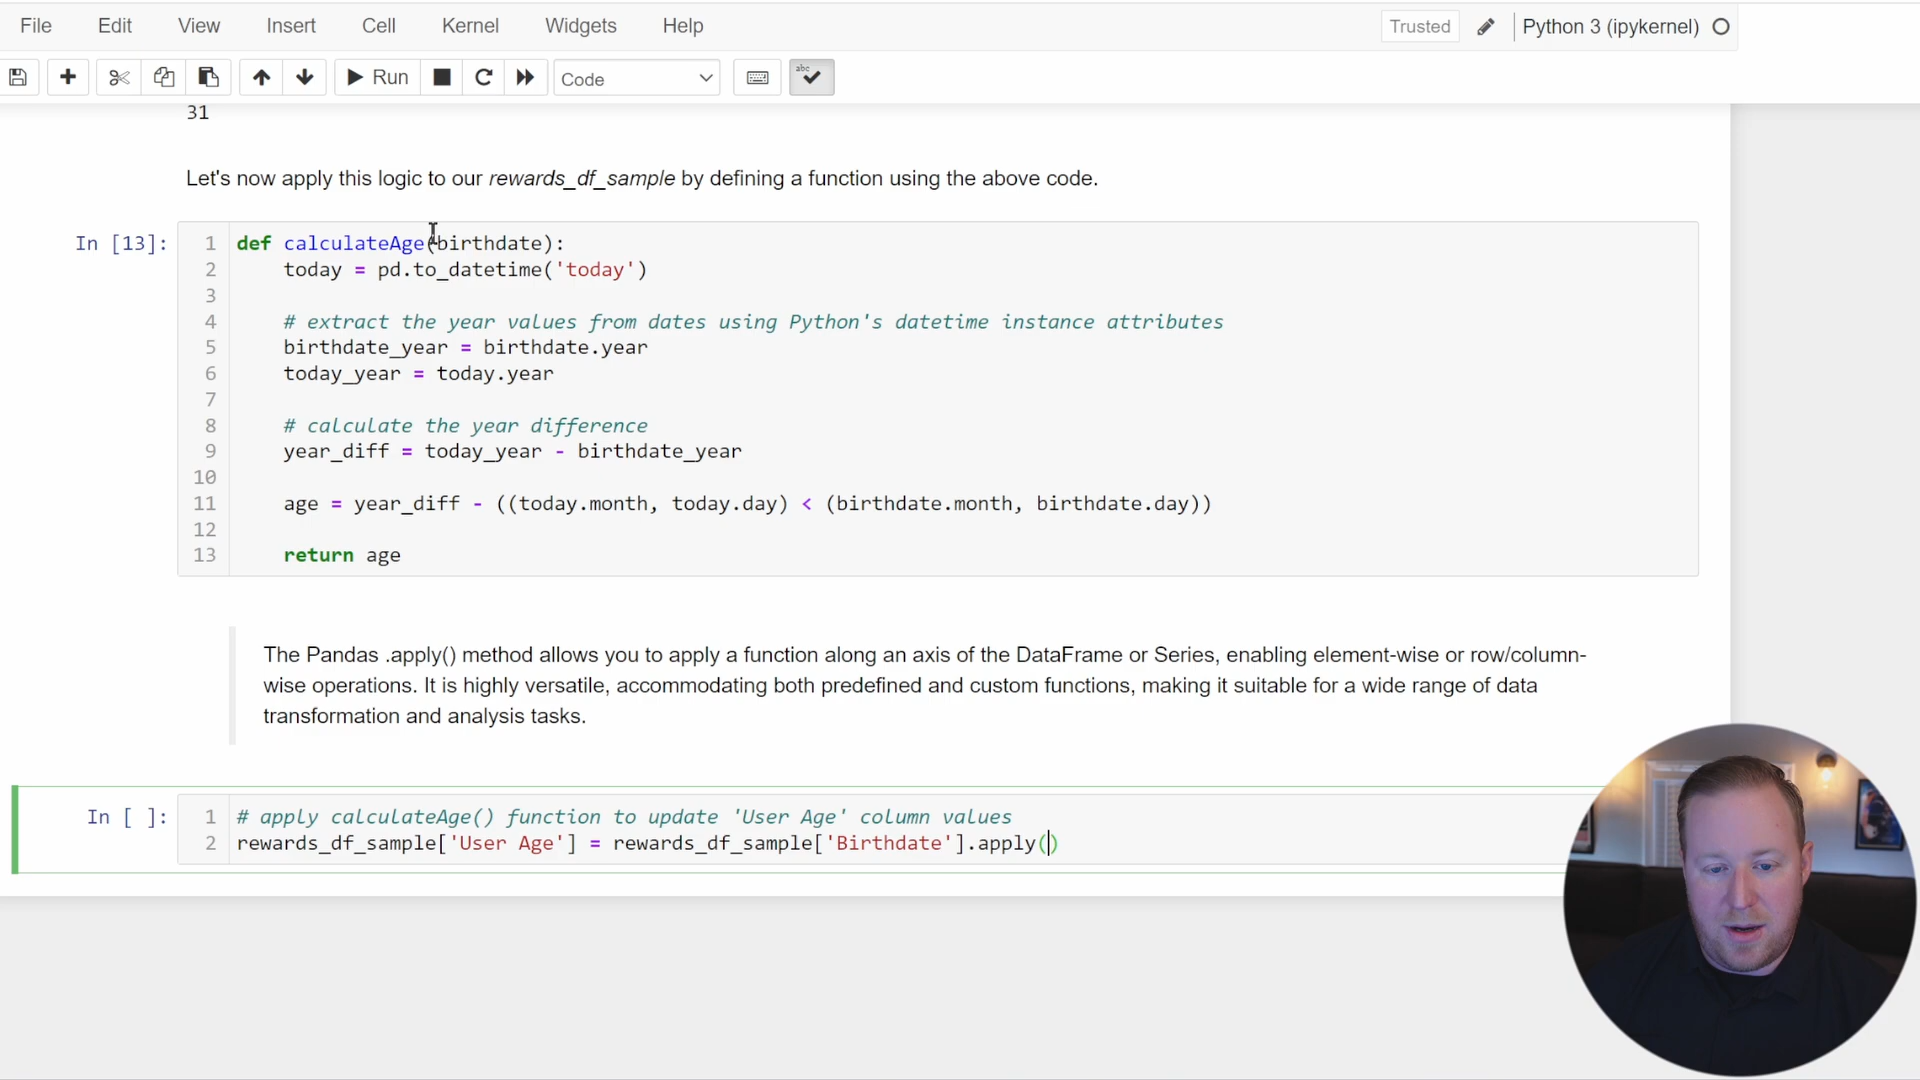 File Edit View Insert Cell Kernel Widgets Help Trusted Python 3 (ipykernel)
Run Code abc
31
Let's now apply this logic to our rewards_df_sample by defining a function using the above code.
In [13]: 1 def calculateAge(birthdate):
2 today = pd.to_datetime('today')
3
4 # extract the year values from dates using Python's datetime instance attributes
5 birthdate_year = birthdate.year
6 today_year = today.year
7
8 # calculate the year difference
9 year_diff = today_year - birthdate_year
10
11 age = year_diff - ((today.month, today.day) < (birthdate.month, birthdate.day))
12
13 return age
The Pandas .apply() method allows you to apply a function along an axis of the DataFrame or Series, enabling element-wise or row/column-
wise operations. It is highly versatile, accommodating both predefined and custom functions, making it suitable for a wide range of data
transformation and analysis tasks.
In [ ]: 1 # apply calculateAge() function to update 'User Age' column values
2 rewards_df_sample['User Age'] = rewards_df_sample['Birthdate'].apply()